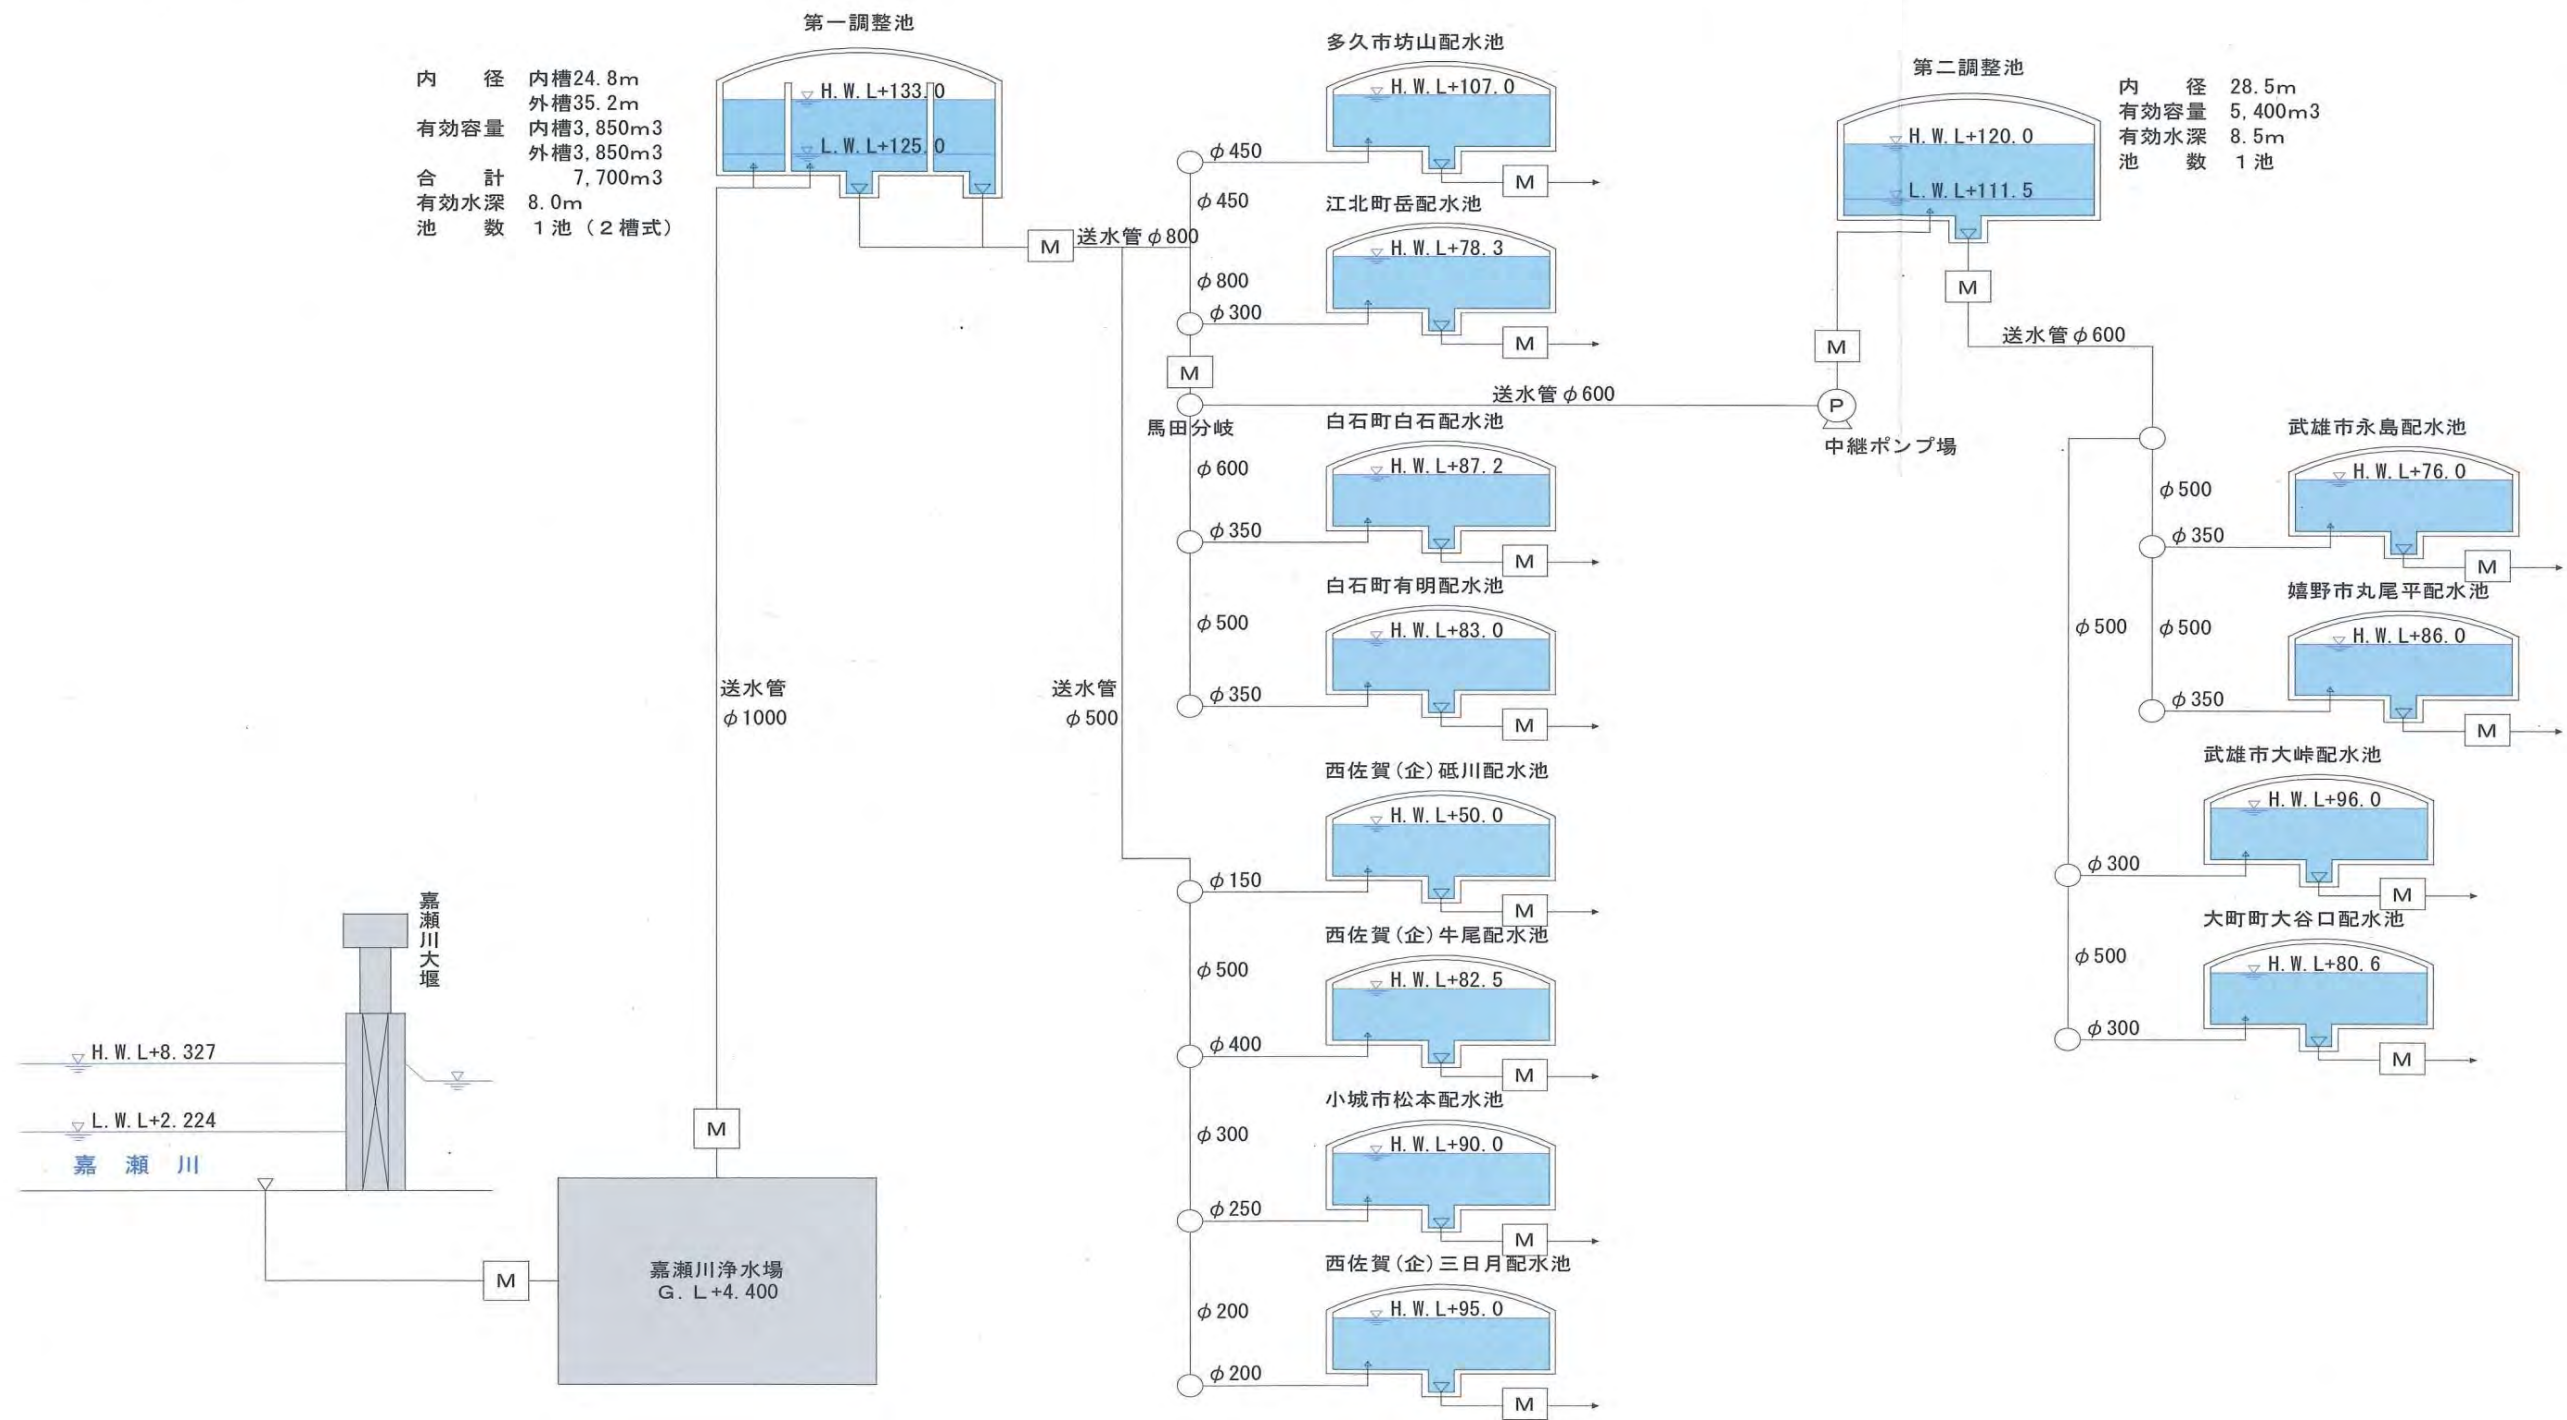 第一調整池
内　　径　内槽24.8m
外槽35.2m
有効容量　内槽3,850m3
外槽3,850m3
合　　計　7,700m3
有効水深　8.0m
池　　数　1池（2槽式）
H.W.L+133.0
L.W.L+125.0
M
送水管φ800
送水管
φ1000
送水管
φ500
多久市坊山配水池
H.W.L+107.0
φ450
M
φ450
江北町岳配水池
H.W.L+78.3
φ800
φ300
M
M
送水管φ600
馬田分岐
白石町白石配水池
H.W.L+87.2
φ600
φ350
M
白石町有明配水池
H.W.L+83.0
φ500
φ350
M
西佐賀(企)砥川配水池
H.W.L+50.0
φ150
M
西佐賀(企)牛尾配水池
H.W.L+82.5
φ500
φ400
M
小城市松本配水池
H.W.L+90.0
φ300
φ250
M
西佐賀(企)三日月配水池
H.W.L+95.0
φ200
φ200
M
第二調整池
内　　径　28.5m
有効容量　5,400m3
有効水深　8.5m
池　　数　1池
H.W.L+120.0
L.W.L+111.5
M
M
P
中継ポンプ場
送水管φ600
武雄市永島配水池
H.W.L+76.0
φ500
φ350
M
嬉野市丸尾平配水池
H.W.L+86.0
φ500
φ500
φ350
M
武雄市大峠配水池
H.W.L+96.0
φ300
M
大町町大谷口配水池
H.W.L+80.6
φ500
φ300
M
嘉瀬川大堰
H.W.L+8.327
L.W.L+2.224
嘉瀬川
M
M
嘉瀬川浄水場
G.L+4.400